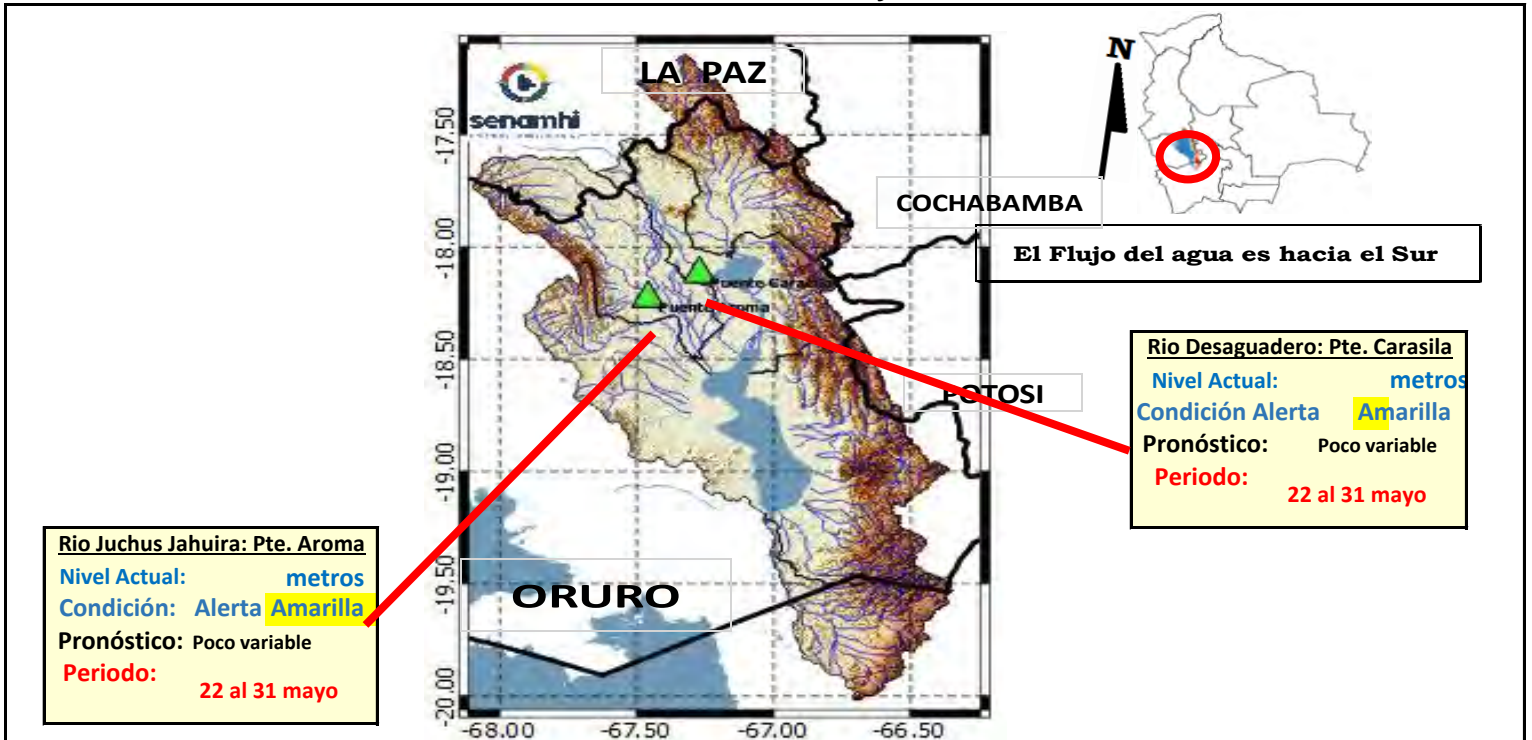 LA PAZ
N
senamhi
COCHABAMBA
El Flujo del agua es hacia el Sur
Puente Aroma
POTOSI
ORURO
Rio Desaguadero: Pte. Carasila
Nivel Actual: metros
Condición Alerta Amarilla
Pronóstico: Poco variable
Periodo:
22 al 31 mayo
Rio Juchus Jahuira: Pte. Aroma
Nivel Actual: metros
Condición: Alerta Amarilla
Pronóstico: Poco variable
Periodo:
22 al 31 mayo
-17.50
-18.00
-18.50
-19.00
-19.50
-20.00
-68.00 -67.50 -67.00 -66.50